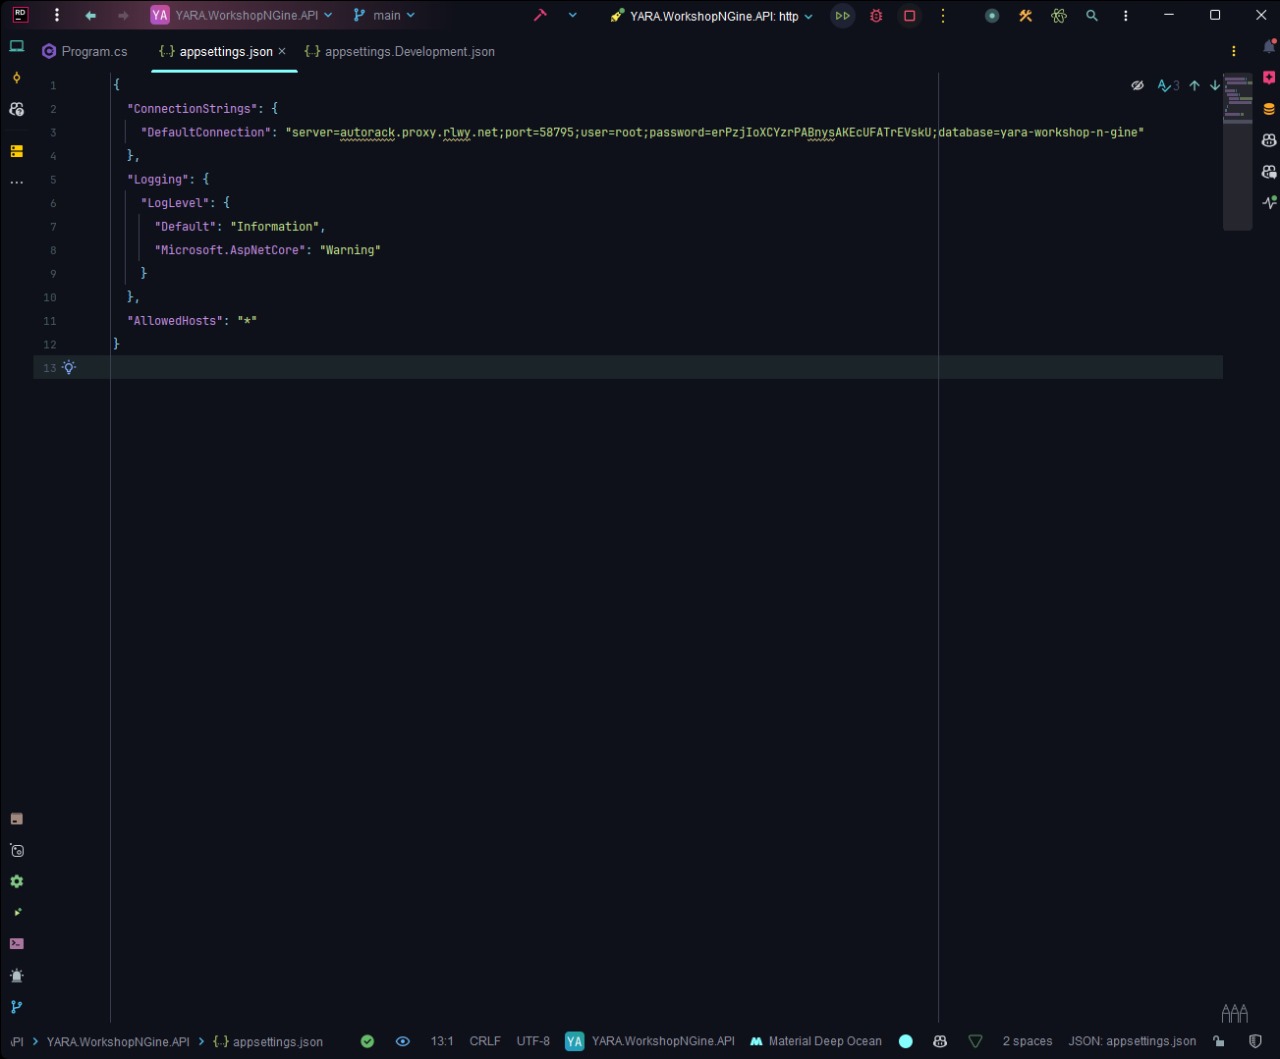 RD
YA YARA.WorkshopNGine.API
main
YARA.WorkshopNGine.API: http
Program.cs
appsettings.json
appsettings.Development.json
3
1 {
2 "ConnectionStrings": {
3 "DefaultConnection": "server=autorack.proxy.rlwy.net;port=58795;user=root;password=erPzjIoXCYzrPABnysAKEcUFATrEVskU;database=yara-workshop-n-gine"
4 },
5 "Logging": {
6 "LogLevel": {
7 "Default": "Information",
8 "Microsoft.AspNetCore": "Warning"
9 }
10 },
11 "AllowedHosts": "*"
12 }
13
YARA.WorkshopNGine.API > appsettings.json
13:1 CRLF UTF-8 YA YARA.WorkshopNGine.API Material Deep Ocean 2 spaces JSON: appsettings.json